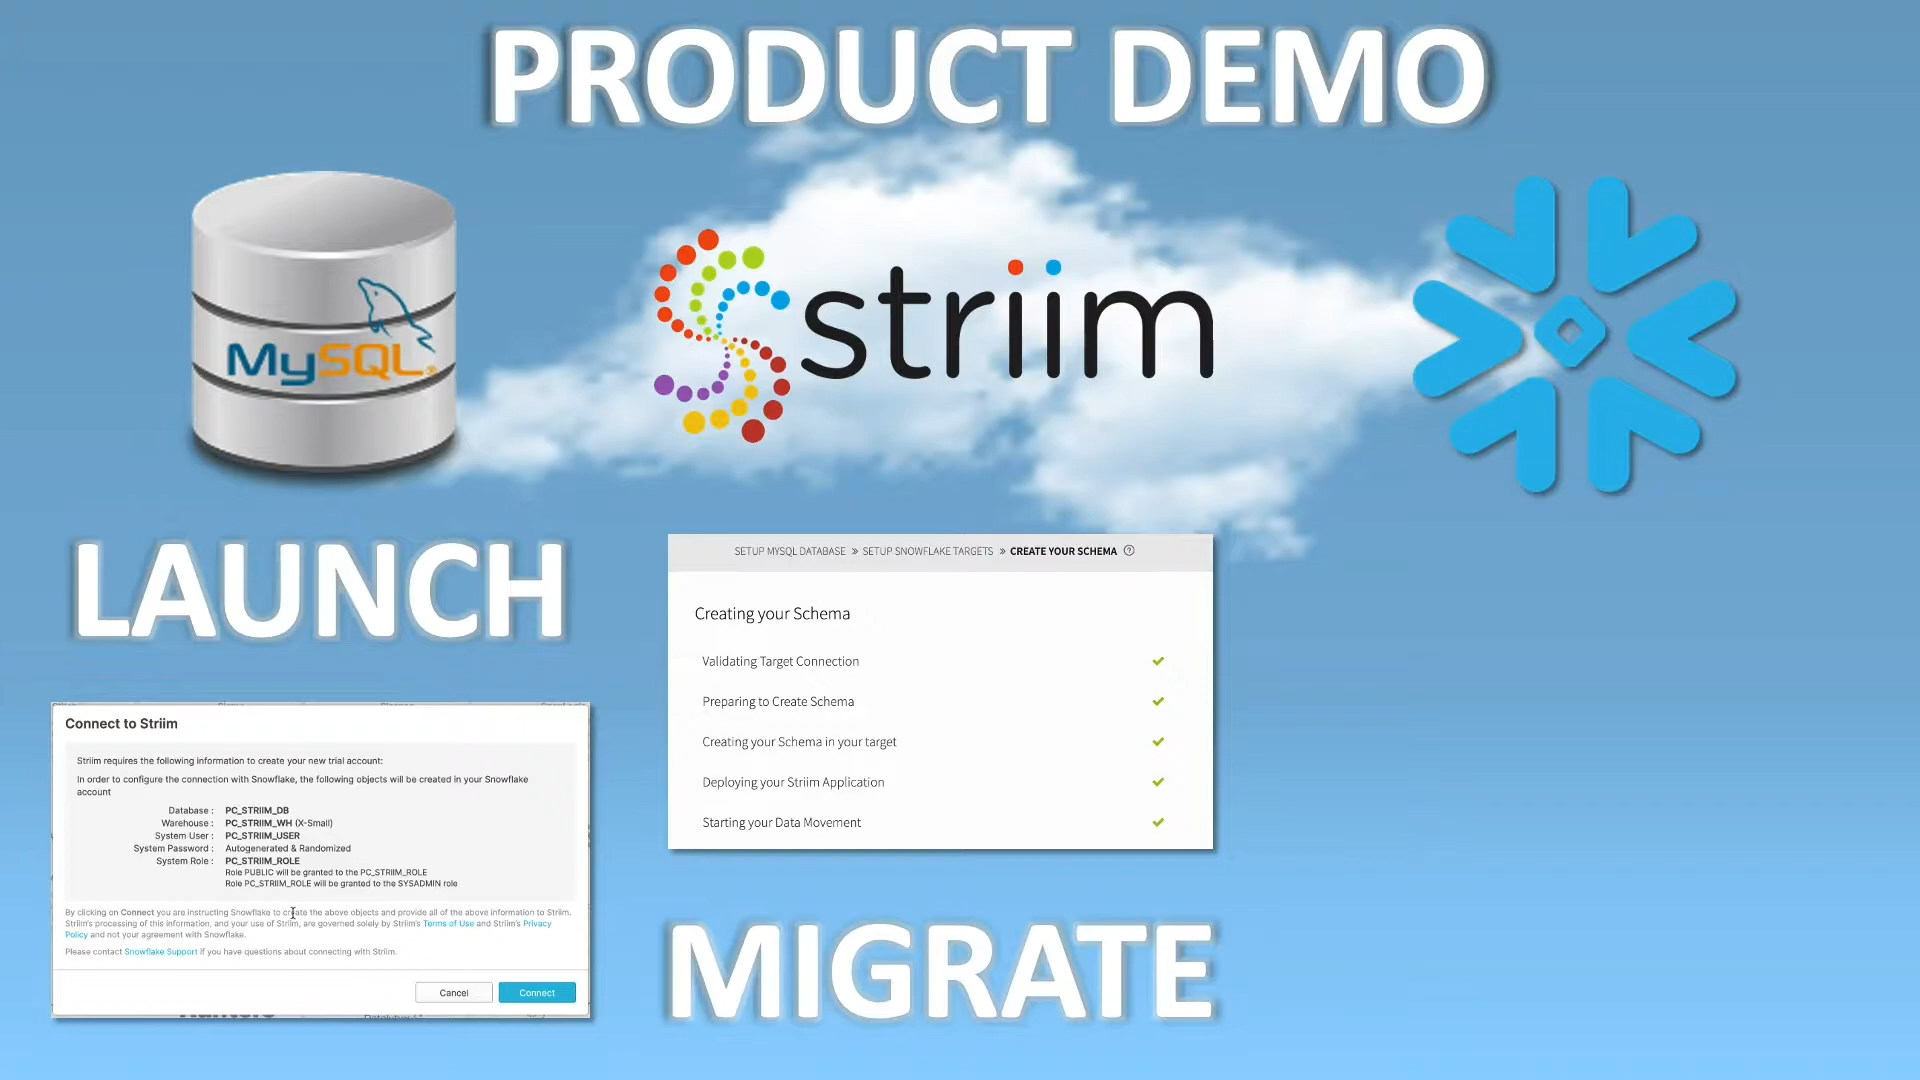 PRODUCT DEMO
MySQL®
striim
LAUNCH
SETUP MYSQL DATABASE » SETUP SNOWFLAKE TARGETS » CREATE YOUR SCHEMA ?
Creating your Schema
Validating Target Connection
Preparing to Create Schema
Creating your Schema in your target
Deploying your Striim Application
Starting your Data Movement
Connect to Striim
Striim requires the following information to create your new trial account:
In order to configure the connection with Snowflake, the following objects will be created in your Snowflake
account
Database : PC_STRIIM_DB
Warehouse : PC_STRIIM_WH (X-Small)
System User : PC_STRIIM_USER
System Password : Autogenerated & Randomized
System Role : PC_STRIIM_ROLE
Role PUBLIC will be granted to the PC_STRIIM_ROLE
Role PC_STRIIM_ROLE will be granted to the SYSADMIN role
By clicking on Connect you are instructing Snowflake to create the above objects and provide all of the above information to Striim.
Striim's processing of this information, and your use of Striim, are governed solely by Striim's Terms of Use and Striim's Privacy
Policy and not your agreement with Snowflake.
Please contact Snowflake Support if you have questions about connecting with Striim.
Cancel Connect
MIGRATE